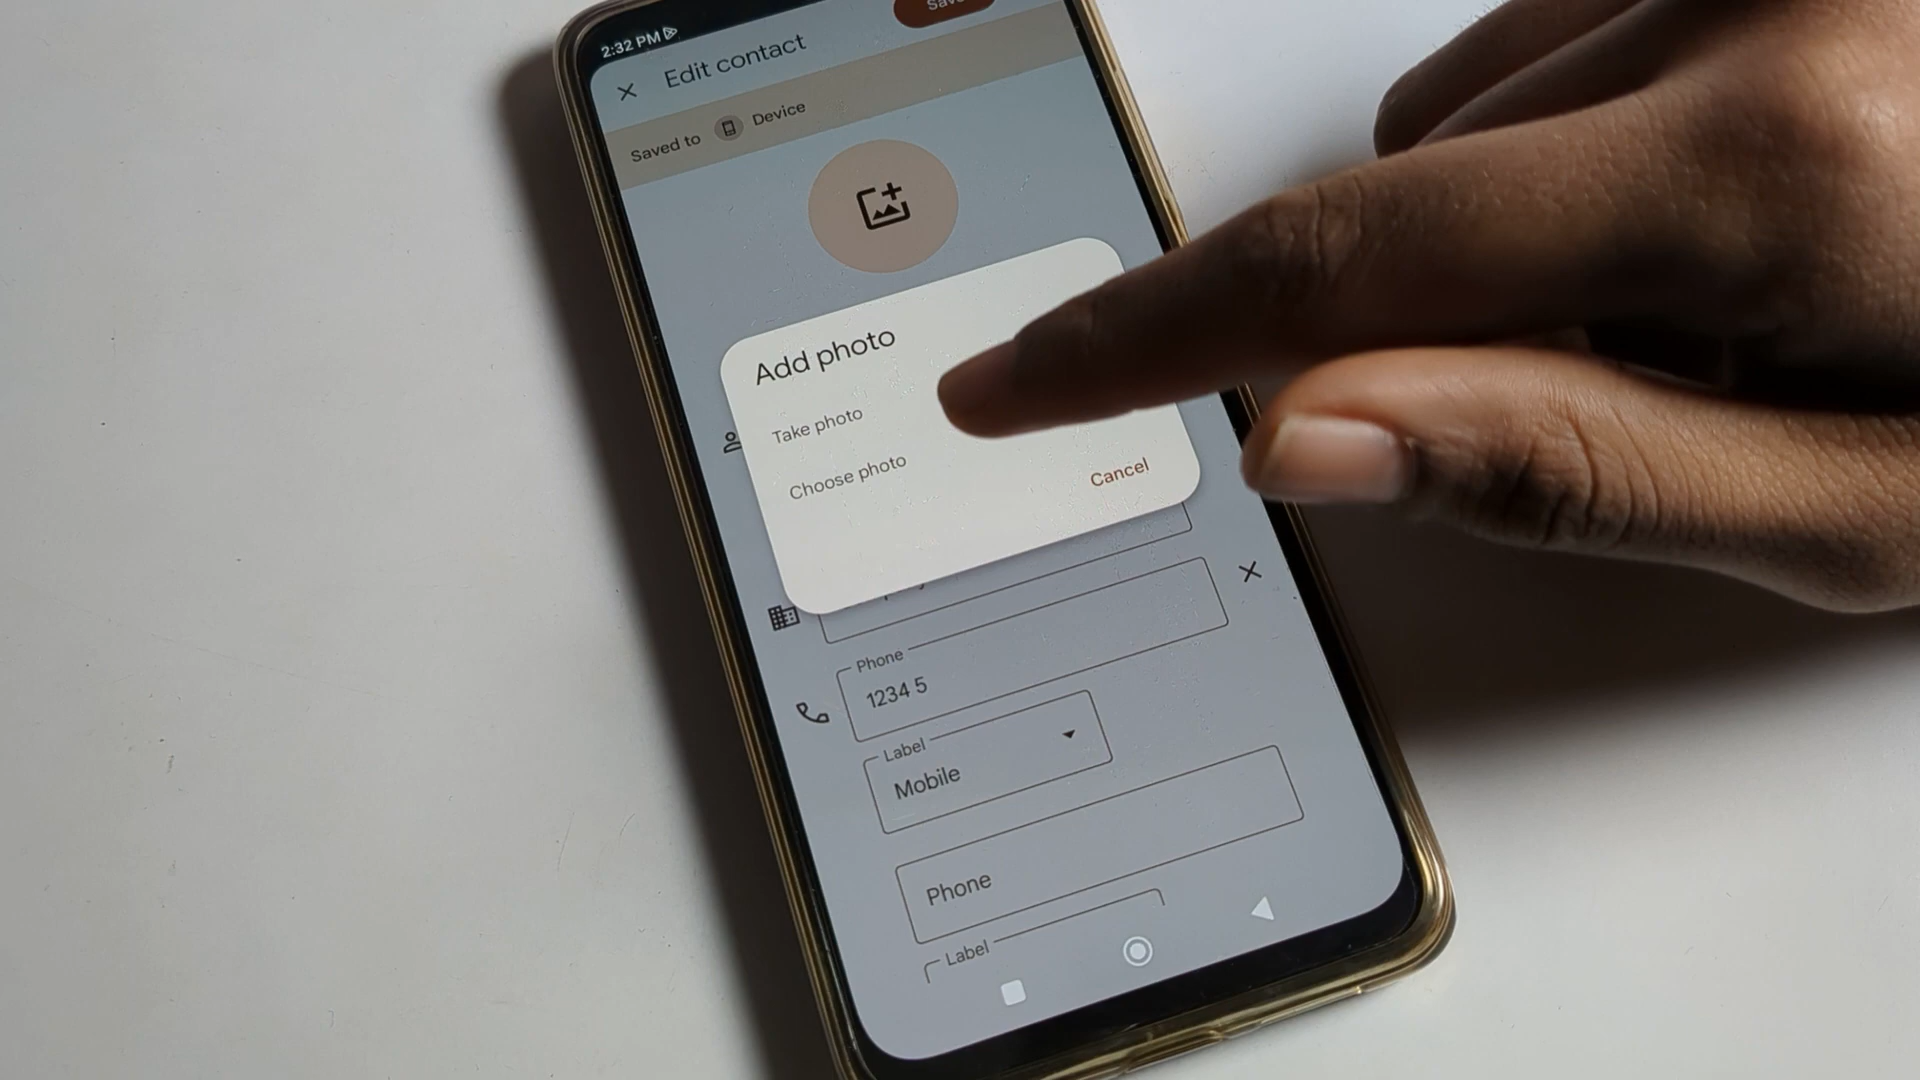 2:32 PM
Save
Edit contact
Saved to Device
Add photo
Take photo
Choose photo
Cancel
Phone
1234 5
Label
Mobile
Phone
Label